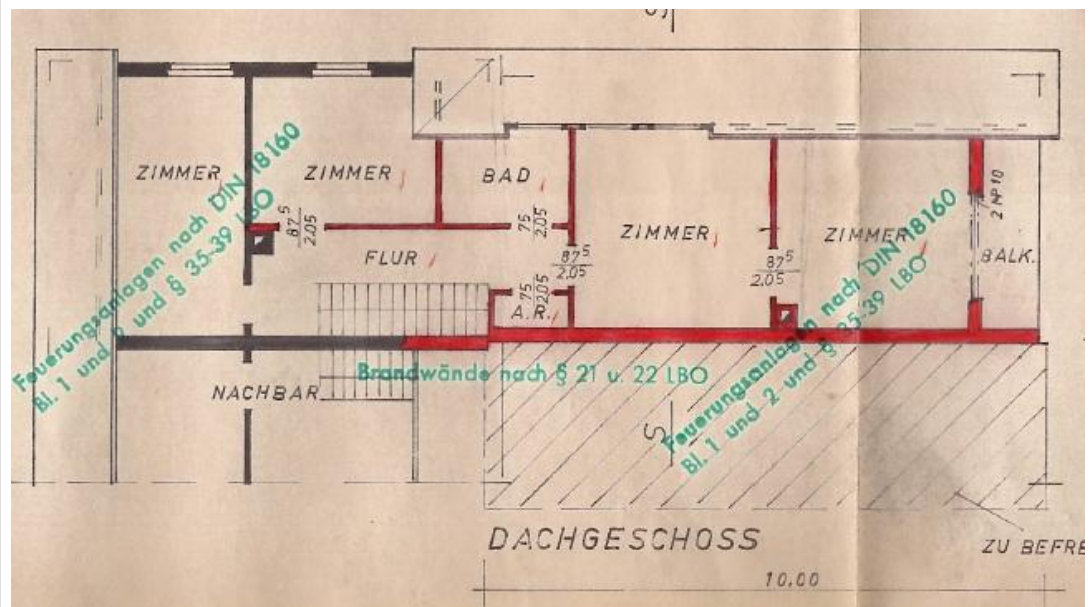 S
ZIMMER
ZIMMER
BAD
ZIMMER
ZIMMER
FLUR
A.R.
BALK.
2 NP 10
87⁵
2.05
75
2.05
75
2.05
87⁵
2.05
87⁵
2.05
Feuerungsanlagen nach DIN 18160
Bl. 1 und 2 und § 35-39 LBO
Brandwände nach § 21 u. 22 LBO
Feuerungsanlagen nach DIN 18160
Bl. 1 und 2 und § 35-39 LBO
NACHBAR
S
DACHGESCHOSS
ZU BEFRE
10.00